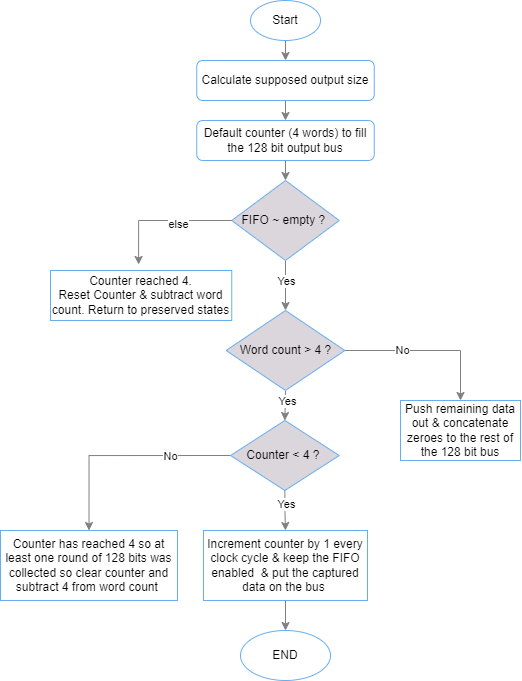 Start
Calculate supposed output size
Default counter (4 words) to fill
the 128 bit output bus
FIFO ~ empty ?
else
Counter reached 4.
Reset Counter & subtract word
count. Return to preserved states
Yes
Word count > 4 ?
No
Push remaining data
out & concatenate
zeroes to the rest of
the 128 bit bus
Yes
Counter < 4 ?
No
Counter has reached 4 so at
least one round of 128 bits was
collected so clear counter and
subtract 4 from word count
Yes
Increment counter by 1 every
clock cycle & keep the FIFO
enabled & put the captured
data on the bus
END